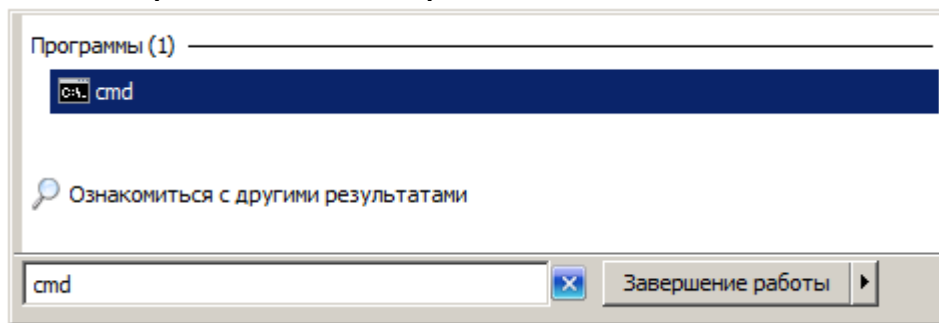 Программы (1)
cmd
Ознакомиться с другими результатами
cmd
Завершение работы